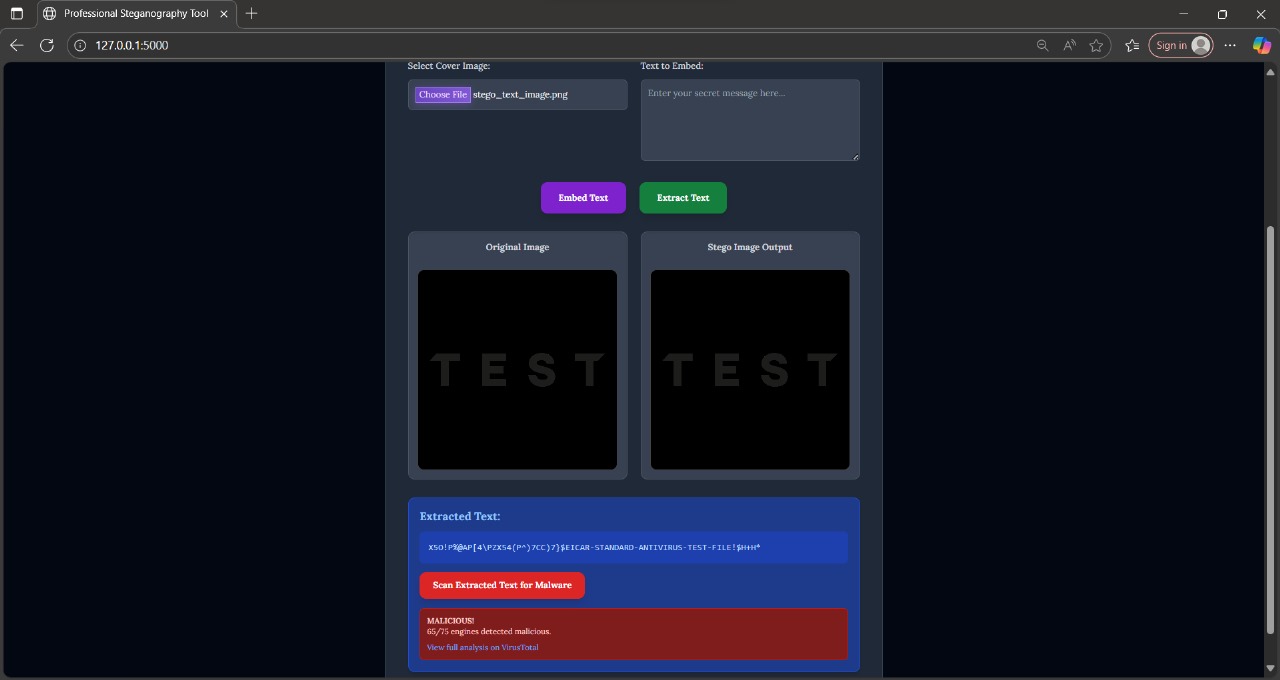 Professional Steganography Tool
127.0.0.1:5000
Sign in
Select Cover Image:
Text to Embed:
Choose File stego_text_image.png
Enter your secret message here...
Embed Text
Extract Text
Original Image
Stego Image Output
TEST
TEST
Extracted Text:
X5O!P%@AP[4\PZX54(P^)7CC)7}$EICAR-STANDARD-ANTIVIRUS-TEST-FILE!$H+H*
Scan Extracted Text for Malware
MALICIOUS!
65/75 engines detected malicious.
View full analysis on VirusTotal